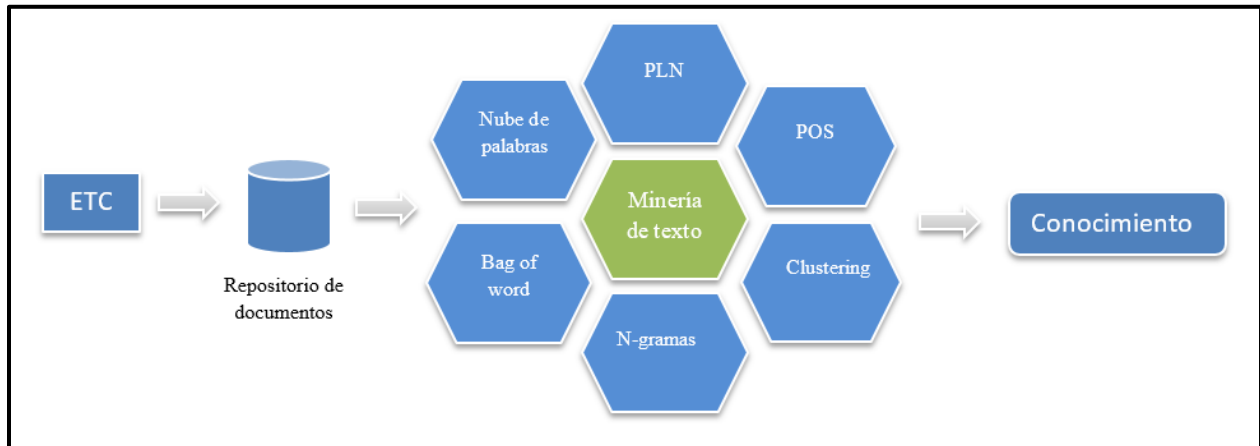 ETC
Repositorio de
documentos
Nube de
palabras
PLN
POS
Minería
de texto
Bag of
word
N-gramas
Clustering
Conocimiento